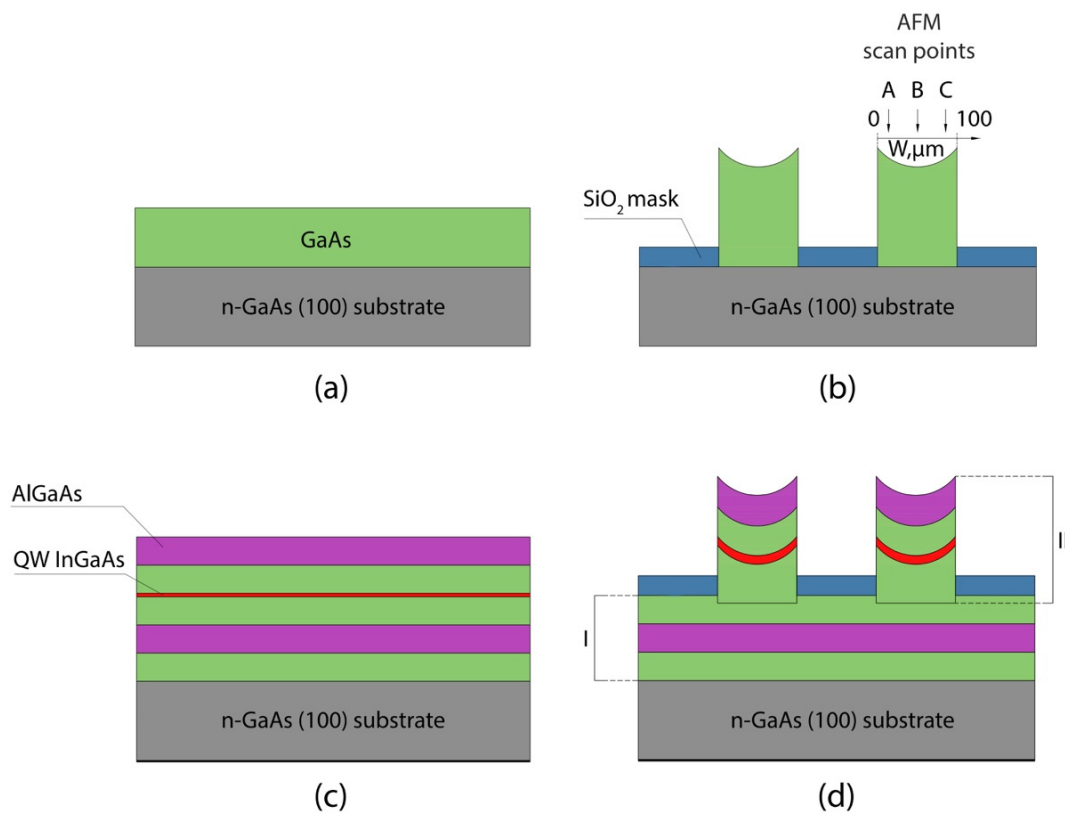 AFM
scan points
A B C
0 100
W,μm
SiO₂ mask
GaAs
n-GaAs (100) substrate
n-GaAs (100) substrate
(a)
(b)
AlGaAs
QW InGaAs
I
II
n-GaAs (100) substrate
n-GaAs (100) substrate
(c)
(d)